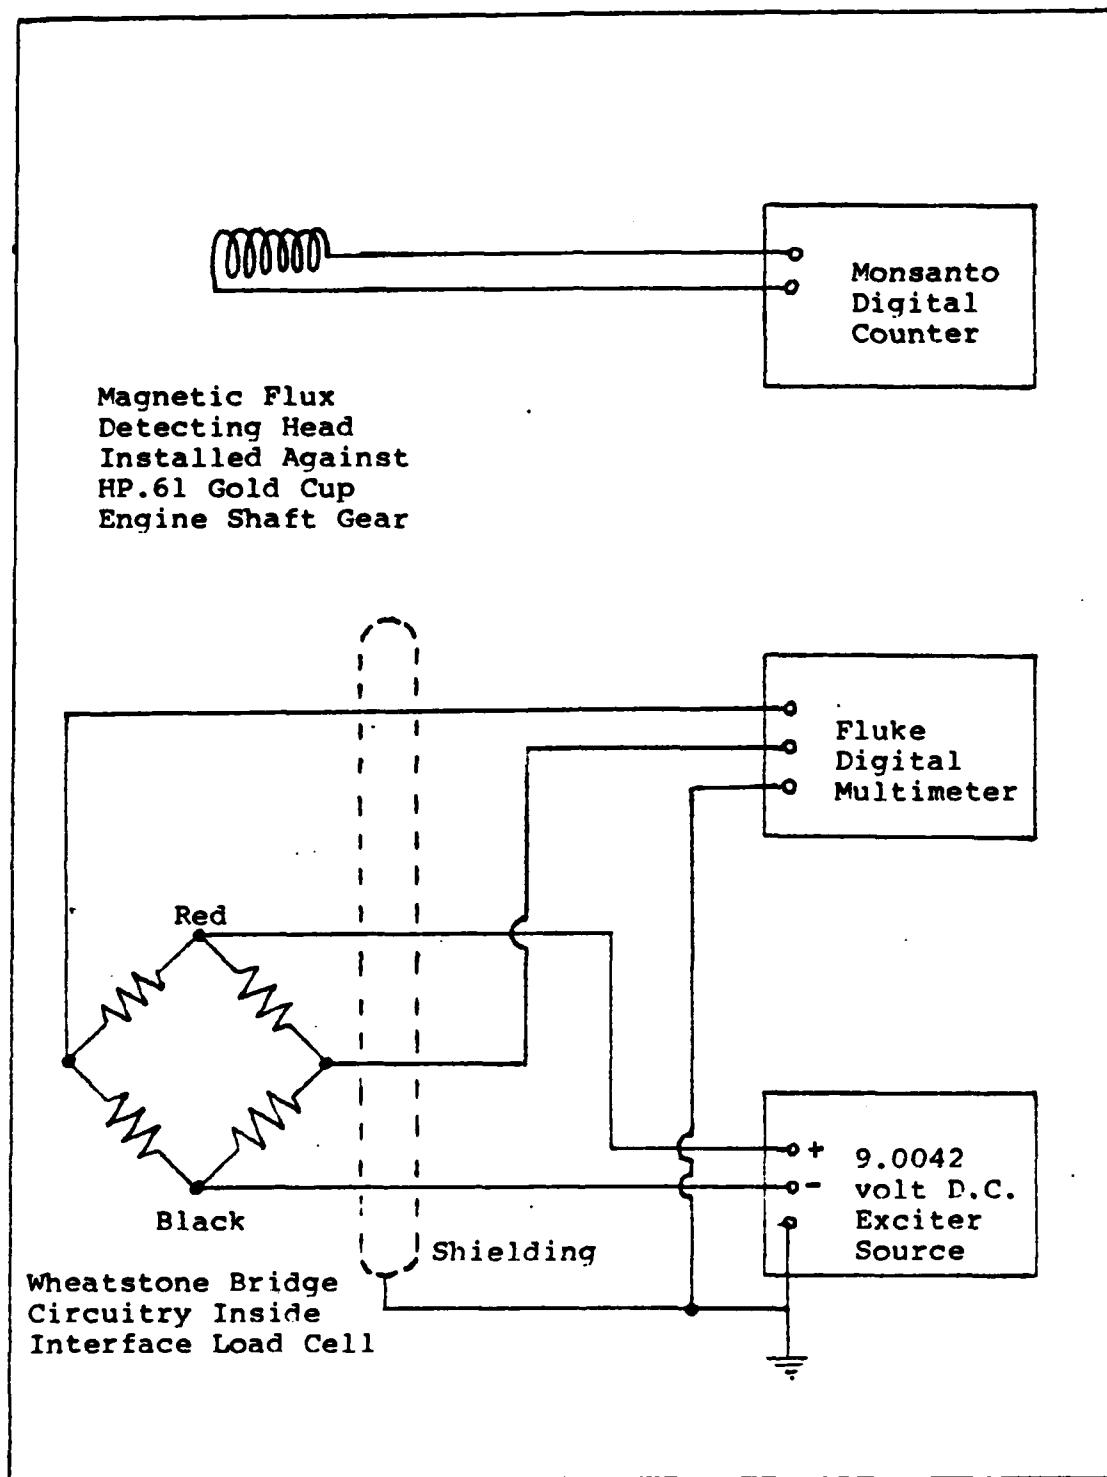 Monsanto
Digital
Counter
Magnetic Flux
Detecting Head
Installed Against
HP.61 Gold Cup
Engine Shaft Gear
Fluke
Digital
Multimeter
Red
+ 9.0042
- volt D.C.
Exciter
Source
Black
Shielding
Wheatstone Bridge
Circuitry Inside
Interface Load Cell